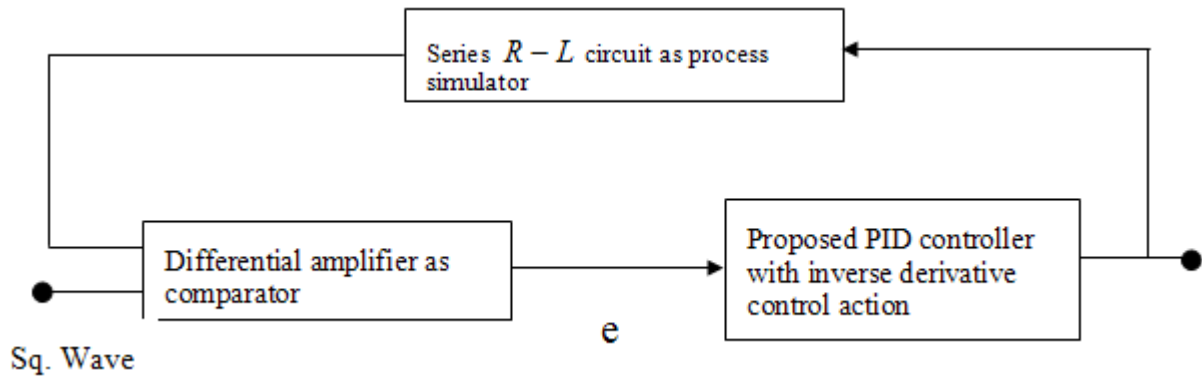 Series R – L circuit as process
simulator
Differential amplifier as
comparator
Proposed PID controller
with inverse derivative
control action
e
Sq. Wave